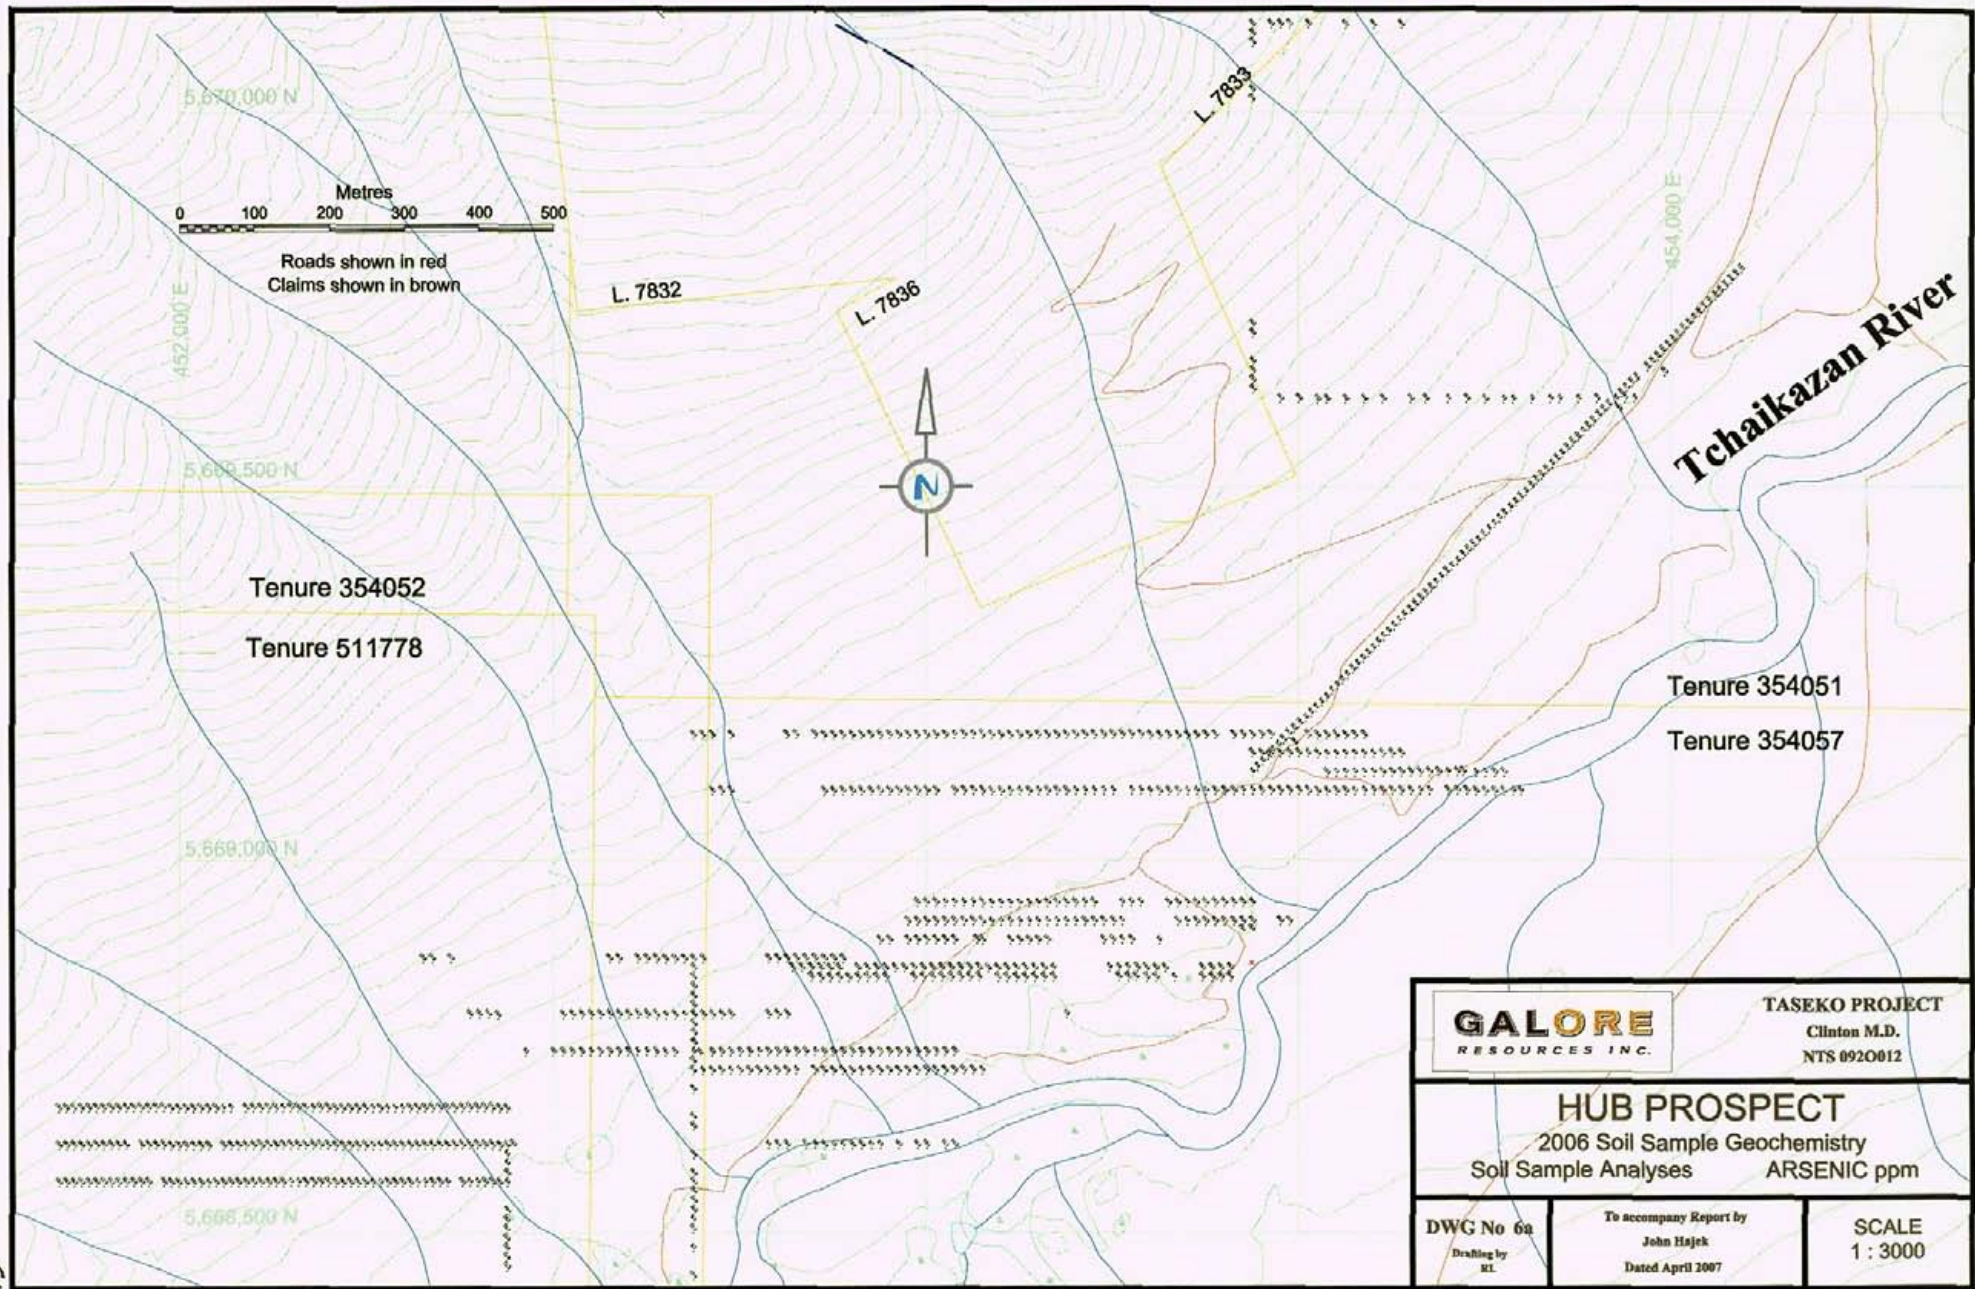 5,670,000 N
L. 7833
Metres
0 100 200 300 400 500
Roads shown in red
Claims shown in brown
454,000 E
452,000 E
L. 7832
L. 7836
Tchaikazan River
5,669,500 N
N
Tenure 354052
Tenure 511778
Tenure 354051
Tenure 354057
5,669,000 N
5,668,500 N
GALORE
RESOURCES INC.
TASEKO PROJECT
Clinton M.D.
NTS 092O012
HUB PROSPECT
2006 Soil Sample Geochemistry
Soil Sample Analyses ARSENIC ppm
DWG No 6a
Drafting by
RL
To accompany Report by
John Hajek
Dated April 2007
SCALE
1 : 3000